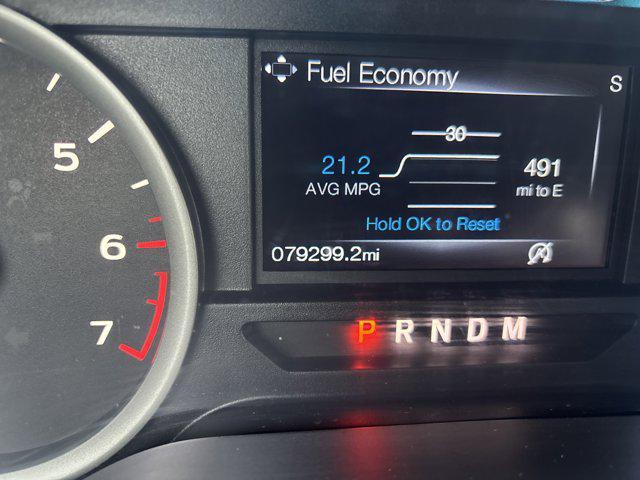 Fuel Economy
S
30
21.2
AVG MPG
491
mi to E
Hold OK to Reset
079299.2mi
5
6
7
P R N D M